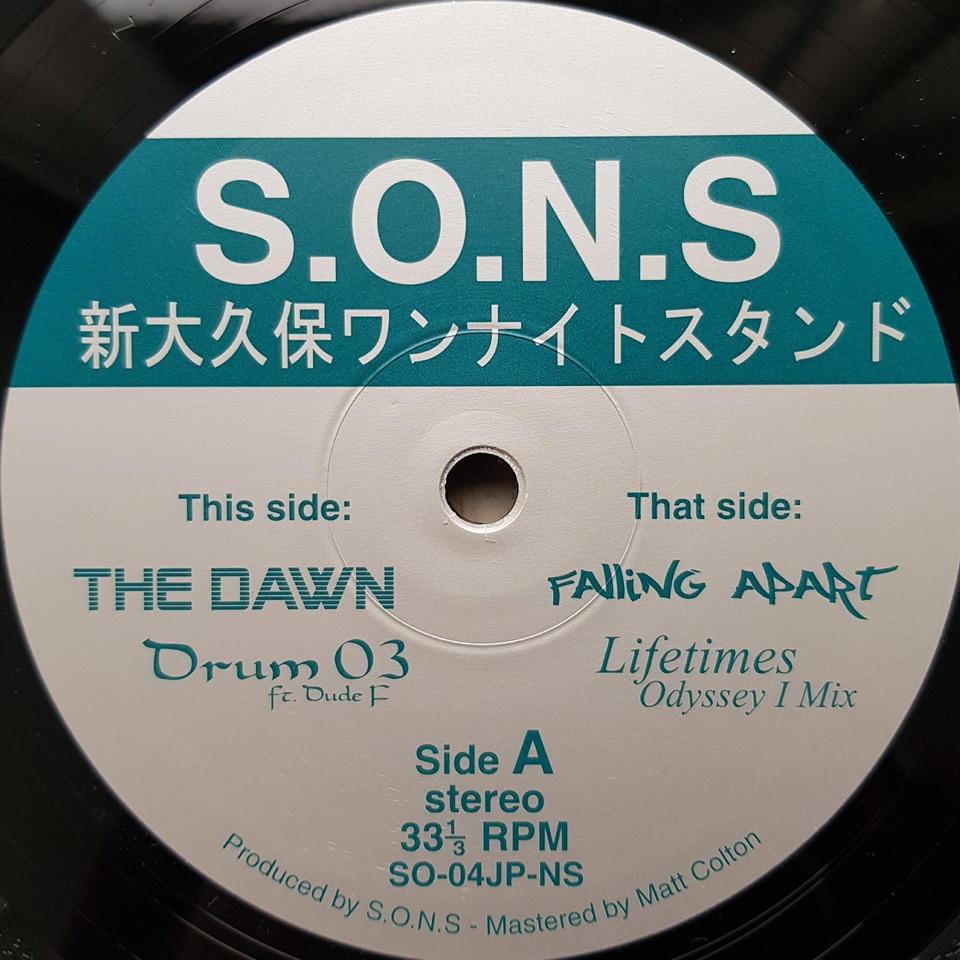 S.O.N.S
新大久保ワンナイトスタンド
This side:
THE DAWN
Drum 03
ft. Dude F
That side:
FALLiNG APART
Lifetimes
Odyssey I Mix
Side A
stereo
33⅓ RPM
SO-04JP-NS
Produced by S.O.N.S - Mastered by Matt Colton